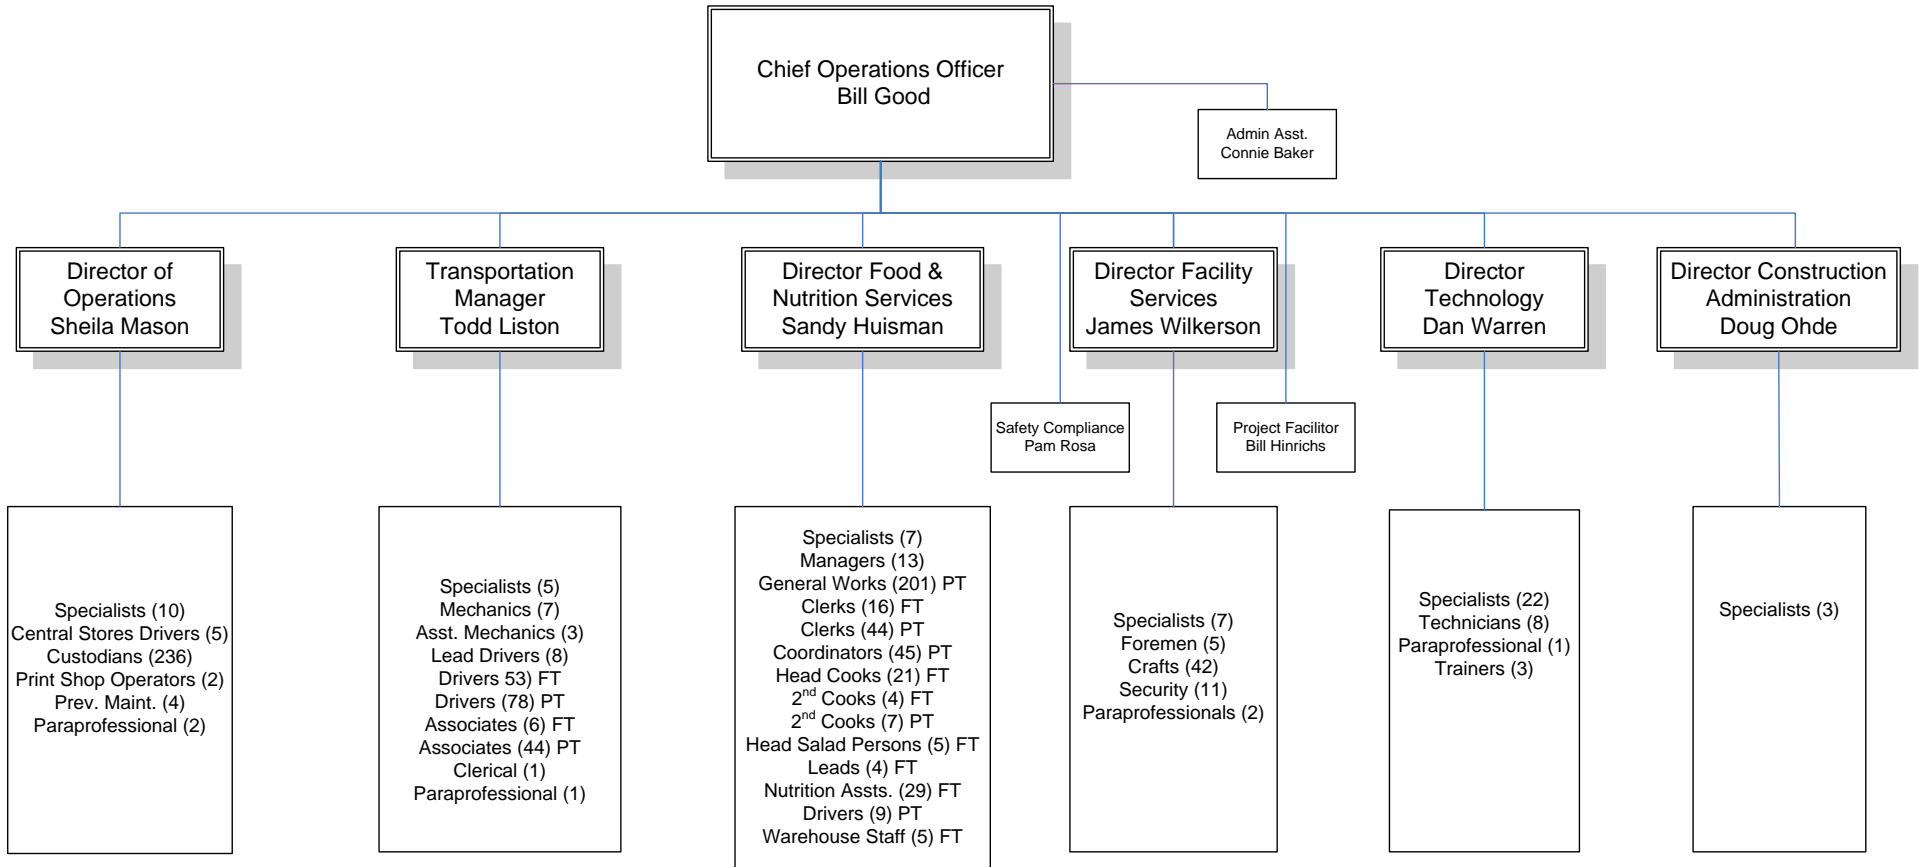 Chief Operations Officer
Bill Good
Admin Asst.
Connie Baker
Director of
Operations
Sheila Mason
Transportation
Manager
Todd Liston
Director Food &
Nutrition Services
Sandy Huisman
Director Facility
Services
James Wilkerson
Director
Technology
Dan Warren
Director Construction
Administration
Doug Ohde
Safety Compliance
Pam Rosa
Project Facilitor
Bill Hinrichs
Specialists (10)
Central Stores Drivers (5)
Custodians (236)
Print Shop Operators (2)
Prev. Maint. (4)
Paraprofessional (2)
Specialists (5)
Mechanics (7)
Asst. Mechanics (3)
Lead Drivers (8)
Drivers 53) FT
Drivers (78) PT
Associates (6) FT
Associates (44) PT
Clerical (1)
Paraprofessional (1)
Specialists (7)
Managers (13)
General Works (201) PT
Clerks (16) FT
Clerks (44) PT
Coordinators (45) PT
Head Cooks (21) FT
2nd Cooks (4) FT
2nd Cooks (7) PT
Head Salad Persons (5) FT
Leads (4) FT
Nutrition Assts. (29) FT
Drivers (9) PT
Warehouse Staff (5) FT
Specialists (7)
Foremen (5)
Crafts (42)
Security (11)
Paraprofessionals (2)
Specialists (22)
Technicians (8)
Paraprofessional (1)
Trainers (3)
Specialists (3)